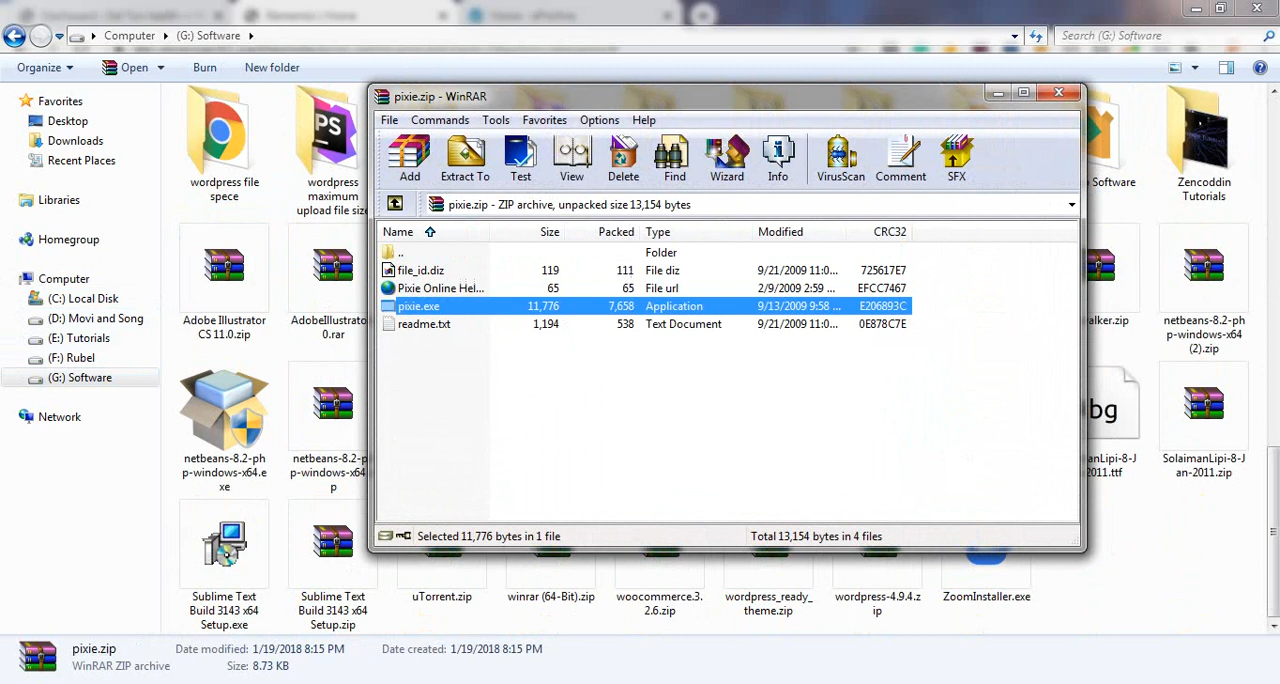 Computer
(G:) Software
Search (G:) Software
Organize
Open
Burn
New folder
Favorites
Desktop
Downloads
Recent Places
Libraries
Homegroup
Computer
(C:) Local Disk
(D:) Movi and Song
(E:) Tutorials
(F:) Rubel
(G:) Software
Network
wordpress file
spece
wordpress
maximum
upload file size
PS
Software
Zencoddin
Tutorials
Adobe Illustrator
CS 11.0.zip
AdobeIllustrato
0.rar
alker.zip
netbeans-8.2-ph
p-windows-x64
(2).zip
netbeans-8.2-ph
p-windows-x64.e
xe
netbeans-8.2-ph
p-windows-x64
p
bg
anLipi-8-J
2011.ttf
SolaimanLipi-8-J
an-2011.zip
Sublime Text
Build 3143 x64
Setup.exe
Sublime Text
Build 3143 x64
Setup.zip
uTorrent.zip
winrar (64-Bit).zip
woocommerce.3.
2.6.zip
wordpress_ready_
theme.zip
wordpress-4.9.4.z
ip
ZoomInstaller.exe
pixie.zip - WinRAR
File Commands Tools Favorites Options Help
Add Extract To Test View Delete Find Wizard Info VirusScan Comment SFX
pixie.zip - ZIP archive, unpacked size 13,154 bytes
Name Size Packed Type Modified CRC32
.. Folder
file_id.diz 119 111 File diz 9/21/2009 11:0... 725617E7
Pixie Online Hel... 65 65 File url 2/9/2009 2:59 ... EFCC7467
pixie.exe 11,776 7,658 Application 9/13/2009 9:58 ... E206893C
readme.txt 1,194 538 Text Document 9/21/2009 11:0... 0E878C7E
Selected 11,776 bytes in 1 file
Total 13,154 bytes in 4 files
pixie.zip Date modified: 1/19/2018 8:15 PM Date created: 1/19/2018 8:15 PM
WinRAR ZIP archive Size: 8.73 KB